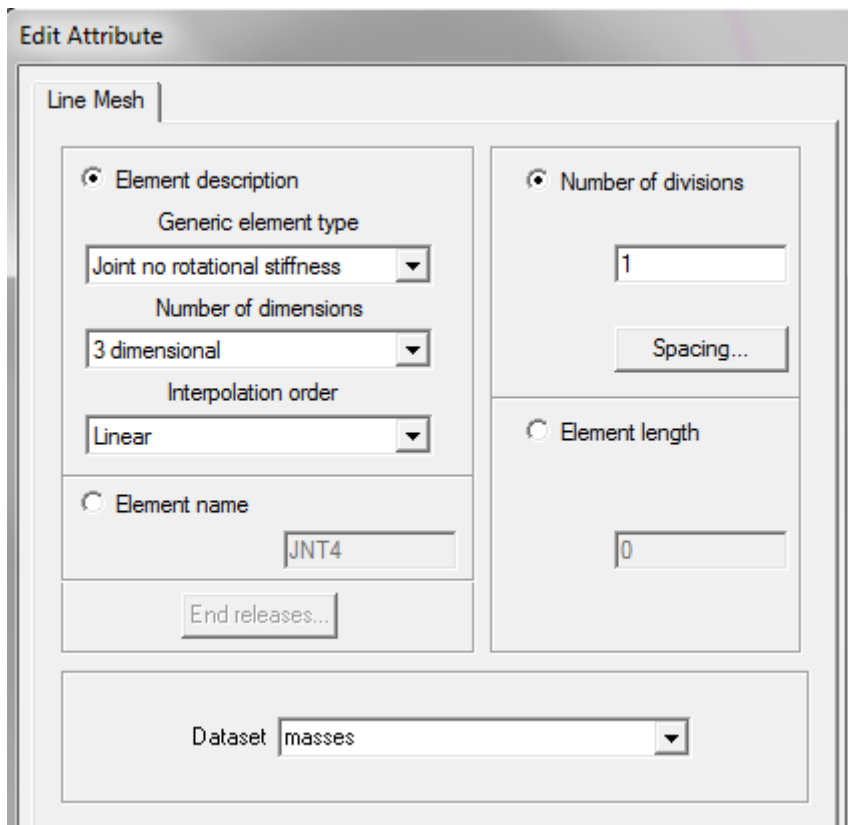 Edit Attribute
Line Mesh
Element description
Generic element type
Joint no rotational stiffness
Number of dimensions
3 dimensional
Interpolation order
Linear
Element name
JNT4
End releases...
Number of divisions
1
Spacing...
Element length
0
Dataset masses